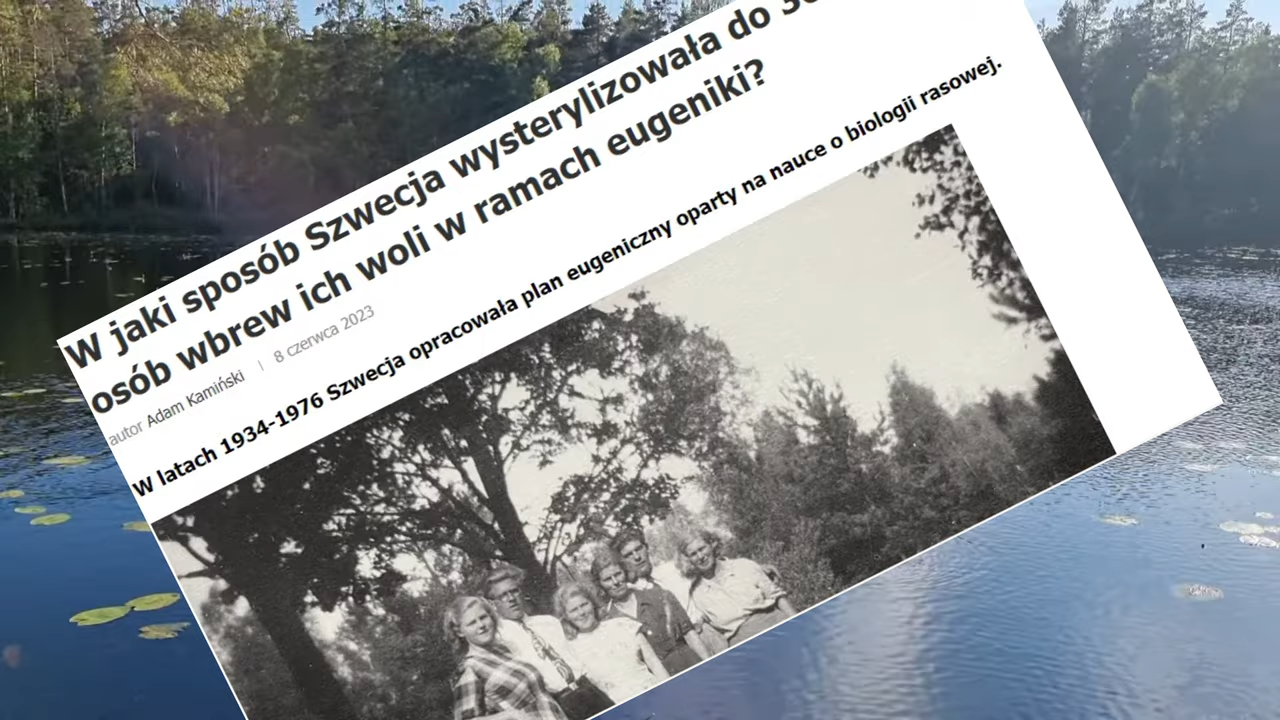 W jaki sposób Szwecja wysterylizowała do
osób wbrew ich woli w ramach eugeniki?
autor Adam Kamiński | 8 czerwca 2023
W latach 1934-1976 Szwecja opracowała plan eugeniczny oparty na nauce o biologii rasowej.